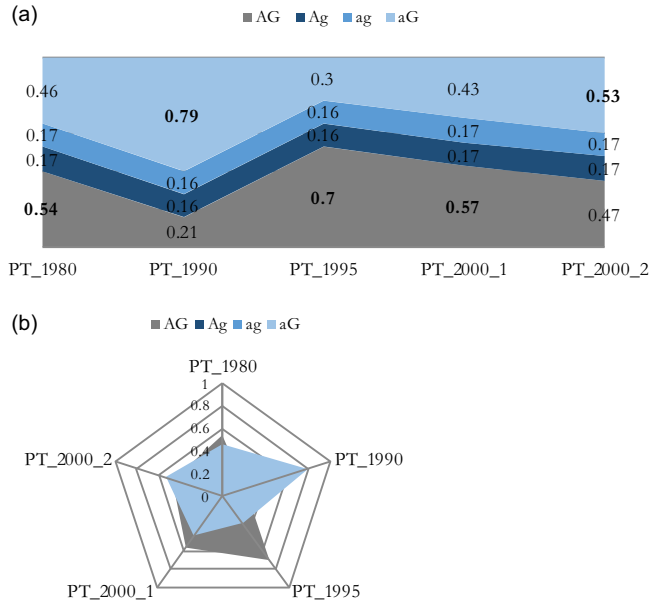 (a)
AG Ag ag aG
0.46 0.79 0.3 0.43 0.53
0.17 0.16 0.16 0.17 0.17
0.17 0.16 0.16 0.17 0.17
0.54 0.21 0.7 0.57 0.47
PT_1980 PT_1990 PT_1995 PT_2000_1 PT_2000_2
(b)
AG Ag ag aG
PT_1980
1
0.8
0.6
PT_2000_2 0.4 PT_1990
0.2
0
PT_2000_1 PT_1995